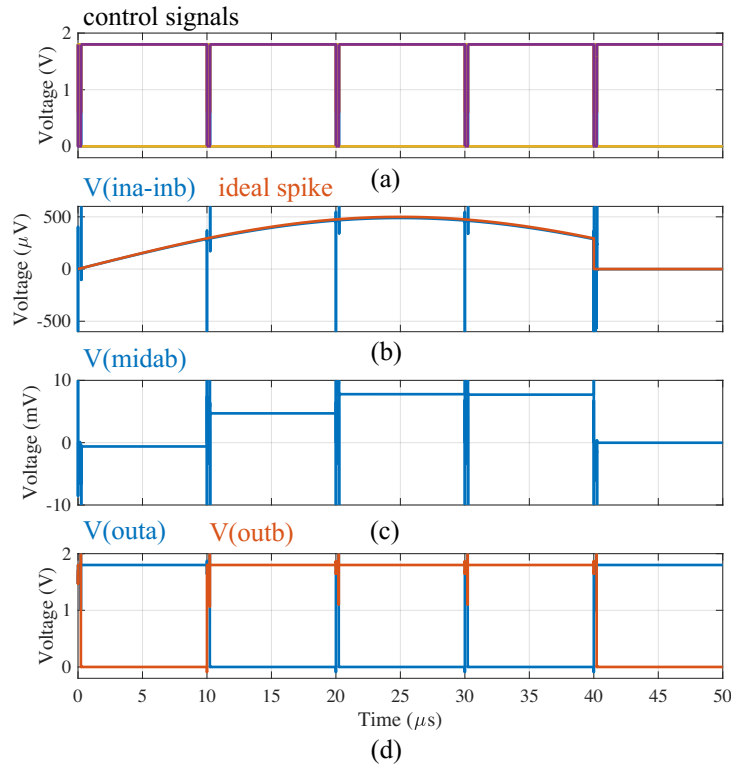 control signals
2
1
0
Voltage (V)
(a)
V(ina-inb) ideal spike
500
0
-500
Voltage (μV)
(b)
V(midab)
10
0
-10
Voltage (mV)
(c)
V(outa) V(outb)
2
1
0
Voltage (V)
0 5 10 15 20 25 30 35 40 45 50
Time (μs)
(d)